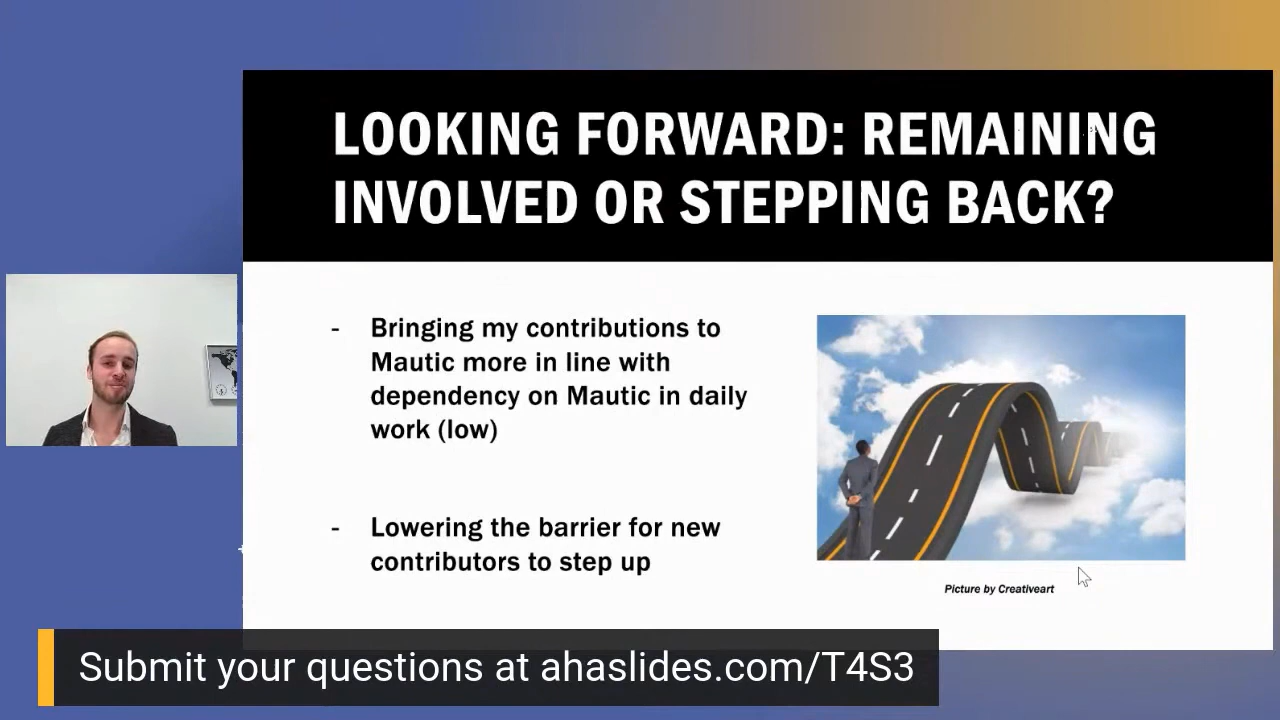 LOOKING FORWARD: REMAINING
INVOLVED OR STEPPING BACK?
- Bringing my contributions to
Mautic more in line with
dependency on Mautic in daily
work (low)
- Lowering the barrier for new
contributors to step up
Picture by Creativeart
Submit your questions at ahaslides.com/T4S3